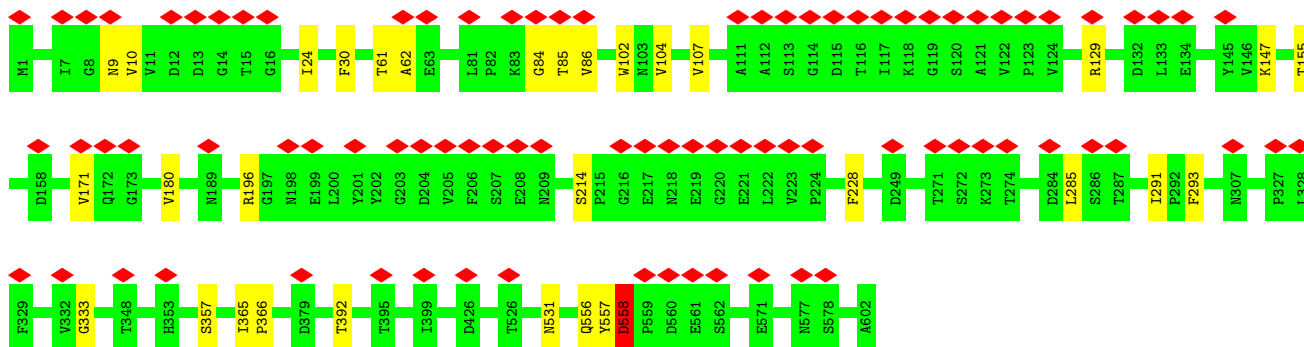 M1 I7 G8 N9 V10 V11 D12 D13 G14 T15 G16 I24 F30 T61 A62 E63 L81 P82 K83 G84 T85 V86 W102 N103 V104 V107 A111 A112 S113 G114 D115 T116 I117 K118 G119 S120 A121 V122 P123 V124 R129 D132 L133 E134 Y145 V146 K147 T155
D158 V171 Q172 G173 V180 N189 R196 G197 N198 E199 L200 Y201 Y202 G203 D204 V205 F206 S207 E208 N209 S214 P215 G216 E217 N218 E219 G220 E221 L222 V223 P224 F228 D249 T271 S272 K273 T274 D284 L285 S286 T287 I291 P292 F293 N307 P327 I328
F329 V332 G333 T348 H353 S357 I365 P366 D379 T392 T395 I399 D426 T526 N531 Q556 Y557 D558 P559 D560 E561 S562 E571 N577 S578 A602